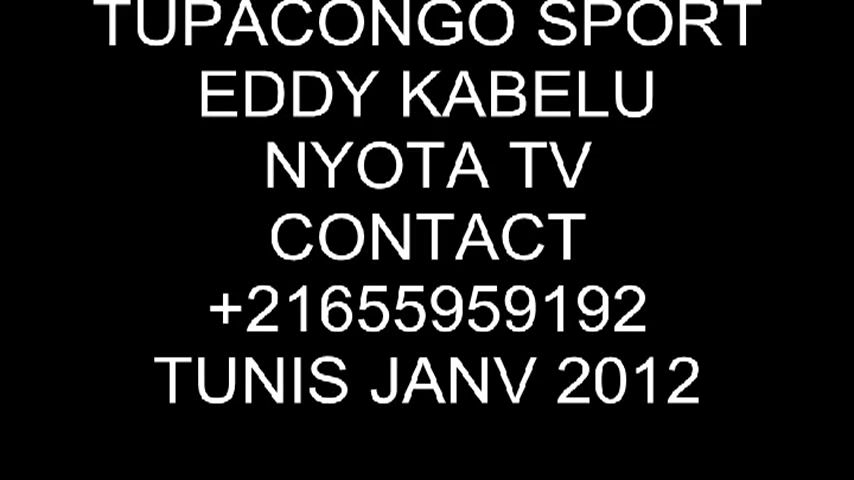 TUPACONGO SPORT
EDDY KABELU
NYOTA TV
CONTACT
+21655959192
TUNIS JANV 2012